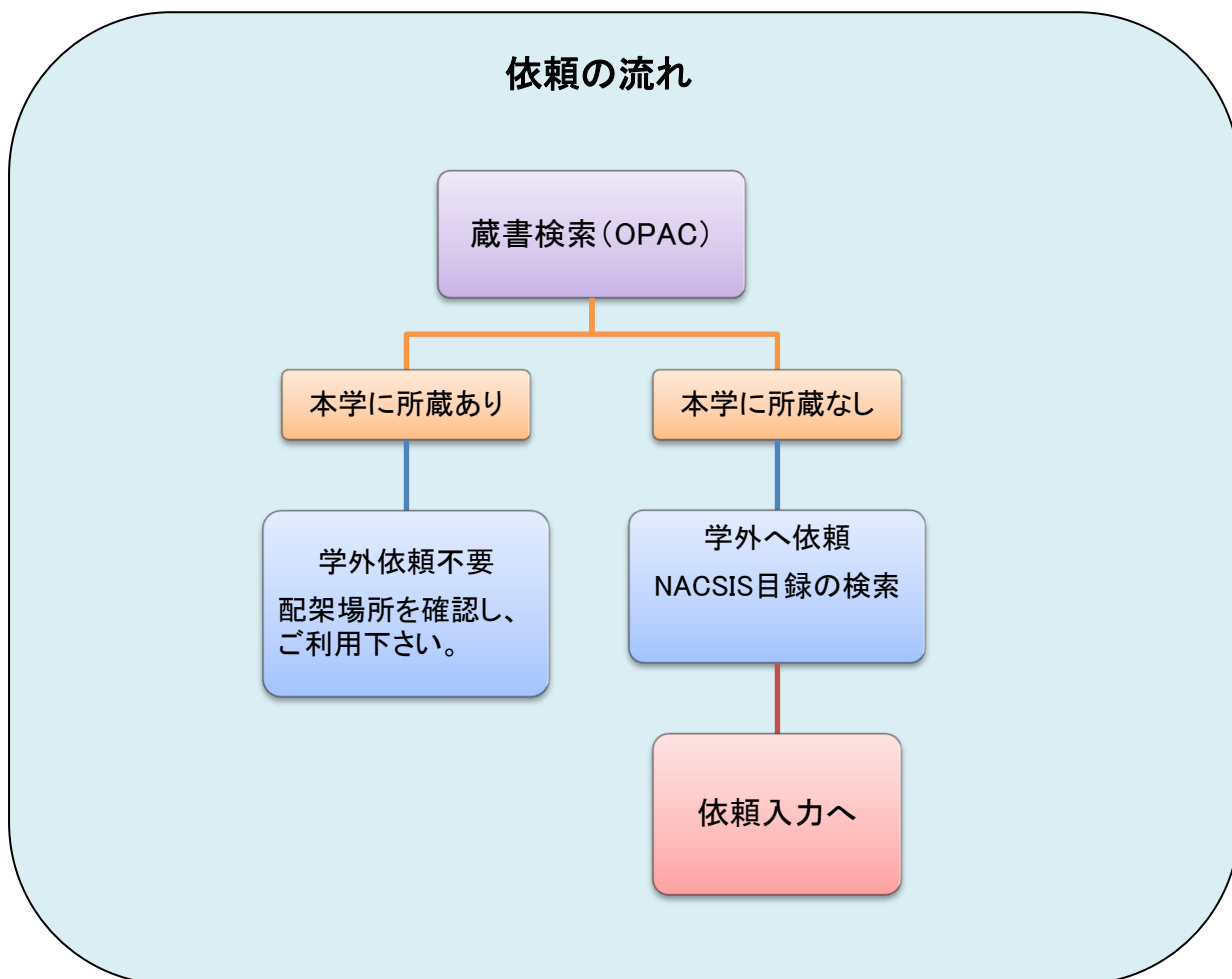 依頼の流れ
蔵書検索（OPAC）
本学に所蔵あり
本学に所蔵なし
学外依頼不要
配架場所を確認し、
ご利用下さい。
学外へ依頼
NACSIS目録の検索
依頼入力へ